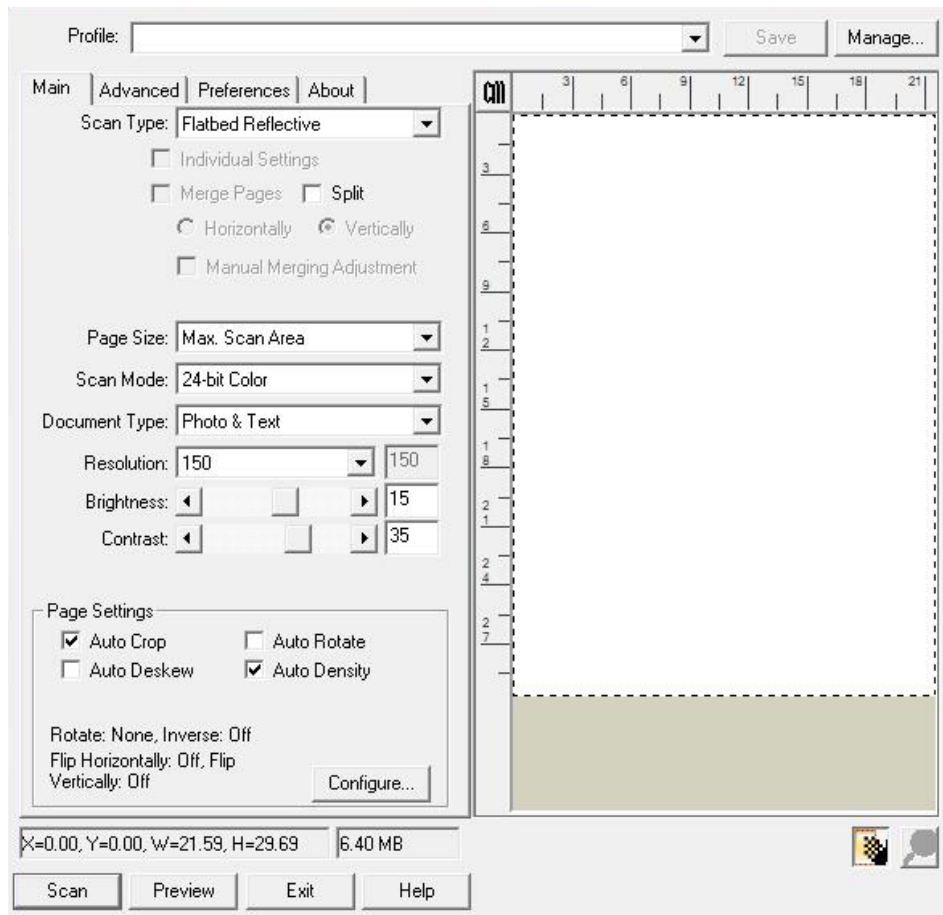 Profile: Save Manage...
Main Advanced Preferences About
Scan Type: Flatbed Reflective
Individual Settings
Merge Pages Split
Horizontally Vertically
Manual Merging Adjustment
Page Size: Max. Scan Area
Scan Mode: 24-bit Color
Document Type: Photo & Text
Resolution: 150 150
Brightness: 15
Contrast: 35
Page Settings
Auto Crop Auto Rotate
Auto Deskew Auto Density
Rotate: None, Inverse: Off
Flip Horizontally: Off, Flip
Vertically: Off
Configure...
cm 3 6 9 12 15 18 21
3
6
9
12
15
18
21
24
27
X=0.00, Y=0.00, W=21.59, H=29.69 6.40 MB
Scan Preview Exit Help